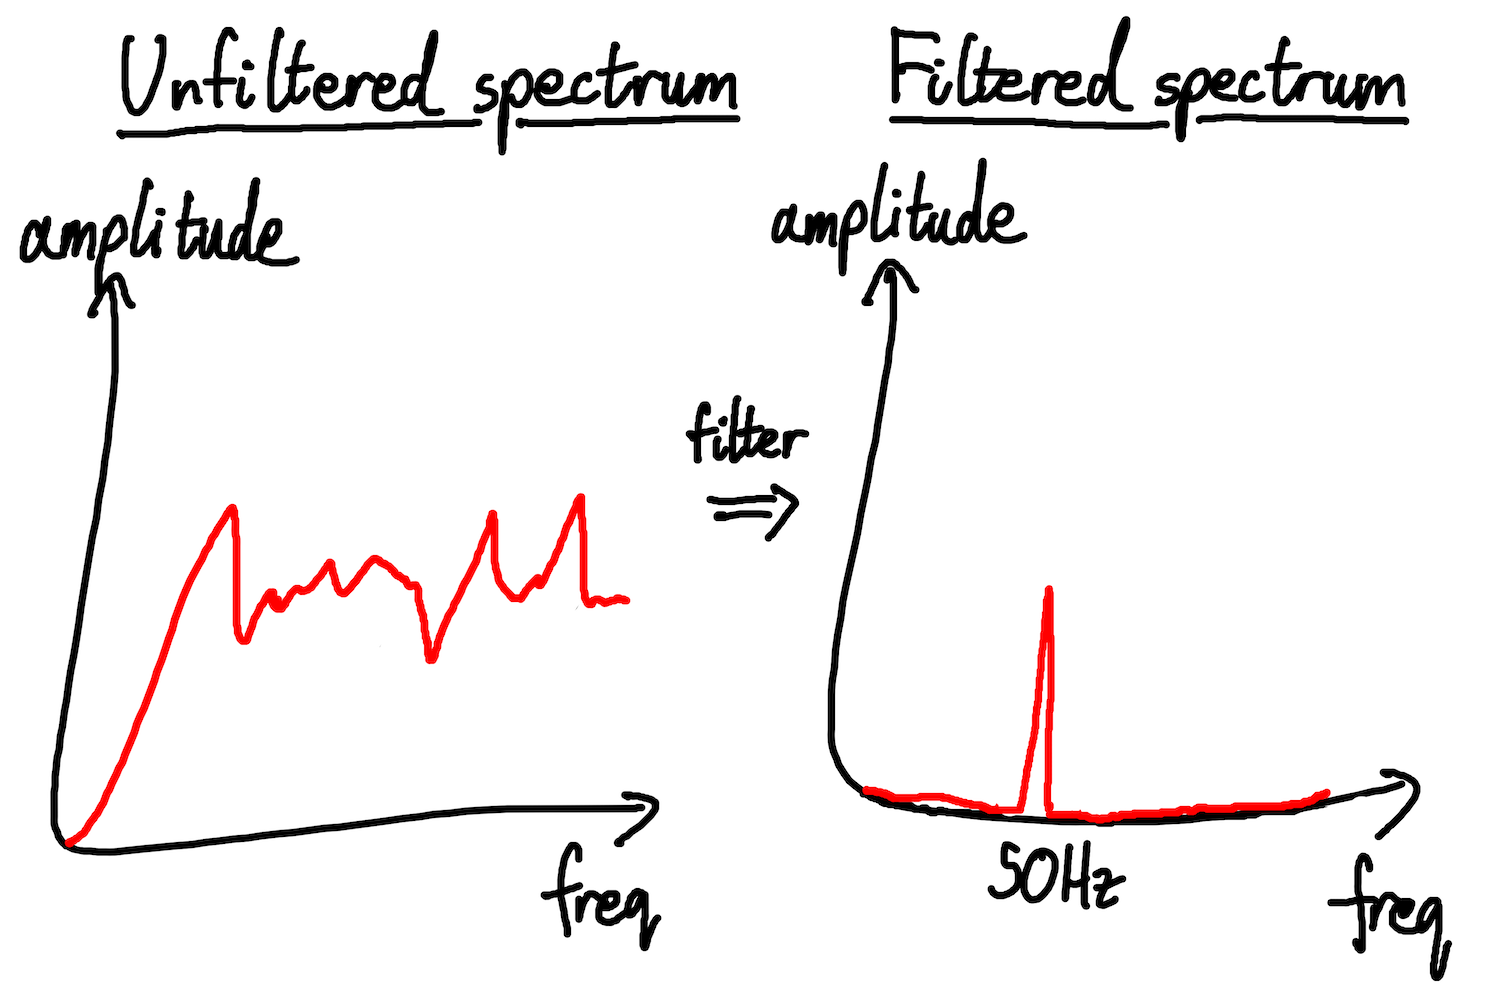 Unfiltered spectrum
Filtered spectrum
amplitude
amplitude
filter
freq
50Hz
freq